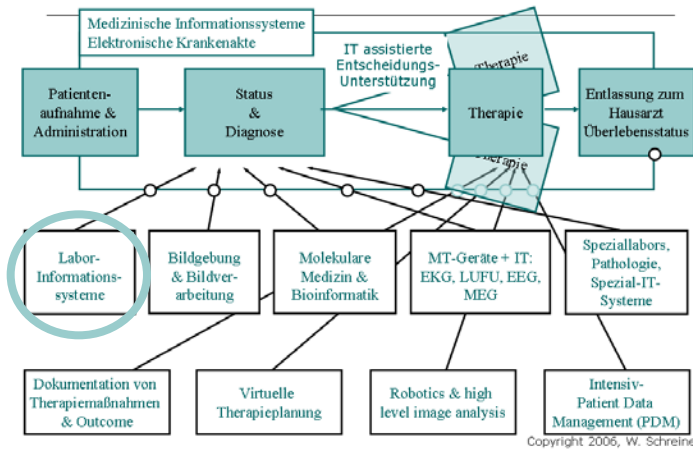 Medizinische Informationssysteme
Elektronische Krankenakte
IT assistierte
Entscheidungs-
Unterstützung
Therapie
Patienten-
aufnahme &
Administration
Status
&
Diagnose
Therapie
Entlassung zum
Hausarzt
Überlebensstatus
Therapie
Labor-
Informations-
systeme
Bildgebung
& Bildver-
arbeitung
Molekulare
Medizin &
Bioinformatik
MT-Geräte + IT:
EKG, LUFU, EEG,
MEG
Speziallabors,
Pathologie,
Spezial-IT-
Systeme
Dokumentation von
Therapiemaßnahmen
& Outcome
Virtuelle
Therapieplanung
Robotics & high
level image analysis
Intensiv-
Patient Data
Management (PDM)
Copyright 2006, W. Schreine